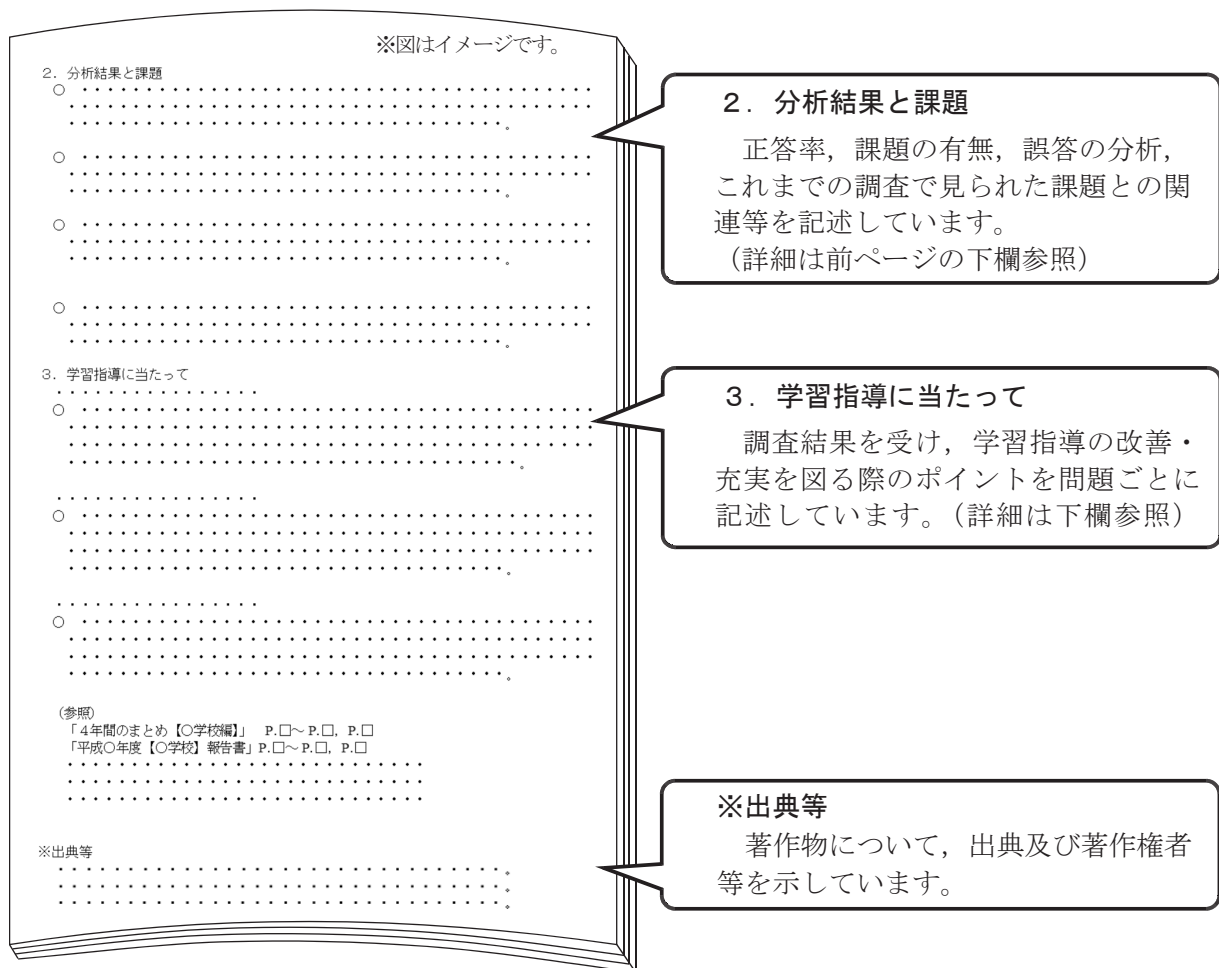 ※図はイメージです。
2．分析結果と課題
○ ・・・・・・・・・・・・・・・・・・・・・・・・・・・・・・
・・・・・・・・・・・・・・・・・・・・・・・・・・・・・・
・・・・・・・・・・・・・・・・・・・・・・・・・。
○ ・・・・・・・・・・・・・・・・・・・・・・・・・・・・・・
・・・・・・・・・・・・・・・・・・・・・・・・・・・・・・
・・・・・・・・・・・・・・・・・・・・・・・・・。
○ ・・・・・・・・・・・・・・・・・・・・・・・・・・・・・・
・・・・・・・・・・・・・・・・・・・・・・・・・・・・・・
・・・・・・・・・・・・・・・・・・・・・・・・・。
○ ・・・・・・・・・・・・・・・・・・・・・・・・・・・・・・
・・・・・・・・・・・・・・・・・・・・・・・・・・・・・・
・・・・・・・・・・・・・・・・・・・・・・・・・。
3．学習指導に当たって
・・・・・・・・・・・・・・・・
○ ・・・・・・・・・・・・・・・・・・・・・・・・・・・・・・
・・・・・・・・・・・・・・・・・・・・・・・・・・・・・・
・・・・・・・・・・・・・・・・・・・・・・・・・・・・・・
・・・・・・・・・・・・・・・・・・・・・・・・・・。
・・・・・・・・・・・・・・・・
○ ・・・・・・・・・・・・・・・・・・・・・・・・・・・・・・
・・・・・・・・・・・・・・・・・・・・・・・・・・・・・・
・・・・・・・・・・・・・・・・・・・・・・・・・・・・・・
・・・・・・・・・・・・・・・・・・・・・・・・・。
・・・・・・・・・・・・・・・・
○ ・・・・・・・・・・・・・・・・・・・・・・・・・・・・・・
・・・・・・・・・・・・・・・・・・・・・・・・・・・・・・
・・・・・・・・・・・・・・・・・・・・・・・・・・・・・・
・・・・・・・・・・・・・・・・・・・・・・・・・。
（参照）
「4年間のまとめ【○学校編】」 P.□～P.□，P.□
「平成○年度【○学校】報告書」P.□～P.□，P.□
・・・・・・・・・・・・・・・・・・・・・・・・・・・・
・・・・・・・・・・・・・・・・・・・・・・・・・・・・
・・・・・・・・・・・・・・・・・・・・・・・・・・・・
※出典等
・・・・・・・・・・・・・・・・・・・・・・・・・・。
・・・・・・・・・・・・・・・・・・・・・・・・・・。
・・・・・・・・・・・・・・・・・・・・・・・・・・。
2．分析結果と課題
正答率，課題の有無，誤答の分析，
これまでの調査で見られた課題との関
連等を記述しています。
（詳細は前ページの下欄参照）
3．学習指導に当たって
調査結果を受け，学習指導の改善・
充実を図る際のポイントを問題ごとに
記述しています。（詳細は下欄参照）
※出典等
著作物について，出典及び著作権者
等を示しています。